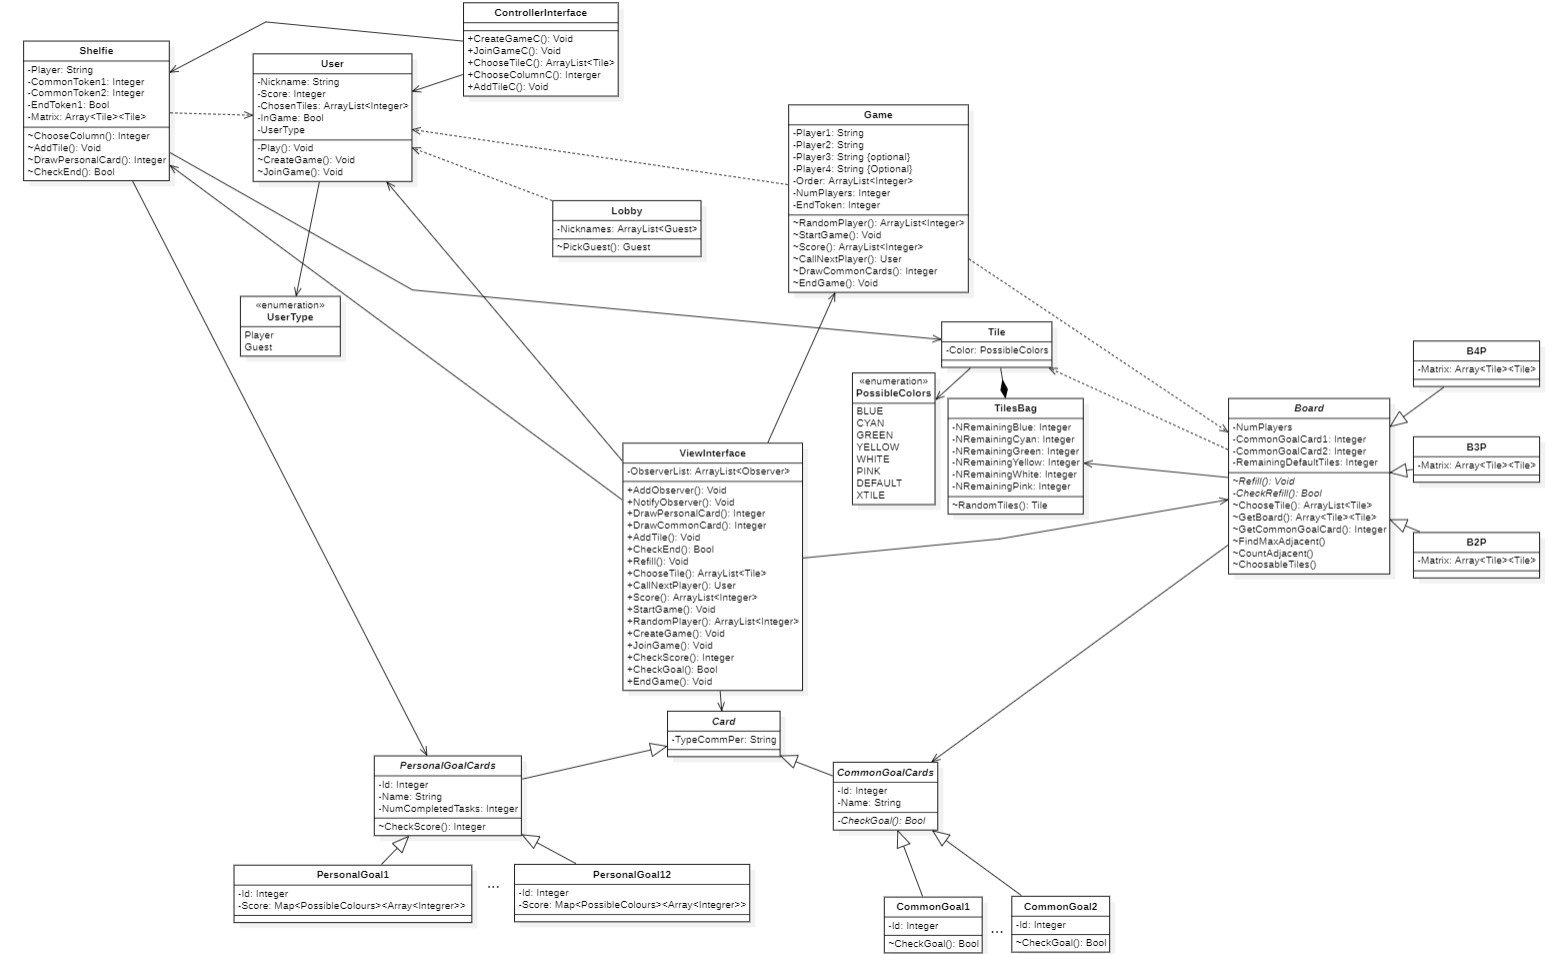 ControllerInterface
+CreateGameC(): Void
+JoinGameC(): Void
+ChooseTileC(): ArrayList<Tile>
+ChooseColumnC(): Interger
+AddTileC(): Void
Shelfie
-Player: String
-CommonToken1: Integer
-CommonToken2: Integer
-EndToken1: Bool
-Matrix: Array<Tile><Tile>
~ChooseColumn(): Integer
~AddTile(): Void
~DrawPersonalCard(): Integer
~CheckEnd(): Bool
User
-Nickname: String
-Score: Integer
-ChosenTiles: ArrayList<Integer>
-InGame: Bool
-UserType
-Play(): Void
~CreateGame(): Void
~JoinGame(): Void
Game
-Player1: String
-Player2: String
-Player3: String {optional}
-Player4: String {Optional}
-Order: ArrayList<Integer>
-NumPlayers: Integer
-EndToken: Integer
~RandomPlayer(): ArrayList<Integer>
~StartGame(): Void
~Score(): ArrayList<Integer>
~CallNextPlayer(): User
~DrawCommonCards(): Integer
~EndGame(): Void
Lobby
-Nicknames: ArrayList<Guest>
~PickGuest(): Guest
«enumeration»
UserType
Player
Guest
Tile
-Color: PossibleColors
«enumeration»
PossibleColors
BLUE
CYAN
GREEN
YELLOW
WHITE
PINK
DEFAULT
XTILE
TilesBag
-NRemainingBlue: Integer
-NRemainingCyan: Integer
-NRemainingGreen: Integer
-NRemainingYellow: Integer
-NRemainingWhite: Integer
-NRemainingPink: Integer
~RandomTiles(): Tile
Board
-NumPlayers
-CommonGoalCard1: Integer
-CommonGoalCard2: Integer
-RemainingDefaultTiles: Integer
~Refill(): Void
-CheckRefill(): Bool
~ChooseTile(): ArrayList<Tile>
~GetBoard(): Array<Tile><Tile>
~GetCommonGoalCard(): Integer
~FindMaxAdjacent()
~CountAdjacent()
~ChoosableTiles()
B4P
-Matrix: Array<Tile><Tile>
B3P
-Matrix: Array<Tile><Tile>
B2P
-Matrix: Array<Tile><Tile>
ViewInterface
-ObserverList: ArrayList<Observer>
+AddObserver(): Void
+NotifyObserver(): Void
+DrawPersonalCard(): Integer
+DrawCommonCard(): Integer
+AddTile(): Void
+CheckEnd(): Bool
+Refill(): Void
+ChooseTile(): ArrayList<Tile>
+CallNextPlayer(): User
+Score(): ArrayList<Integer>
+StartGame(): Void
+RandomPlayer(): ArrayList<Integer>
+CreateGame(): Void
+JoinGame(): Void
+CheckScore(): Integer
+CheckGoal(): Bool
+EndGame(): Void
Card
-TypeCommPer: String
PersonalGoalCards
-Id: Integer
-Name: String
-NumCompletedTasks: Integer
~CheckScore(): Integer
CommonGoalCards
-Id: Integer
-Name: String
-CheckGoal(): Bool
PersonalGoal1
-Id: Integer
-Score: Map<PossibleColours><Array<Integrer>>
...
PersonalGoal12
-Id: Integer
-Score: Map<PossibleColours><Array<Integrer>>
CommonGoal1
-Id: Integer
~CheckGoal(): Bool
...
CommonGoal2
-Id: Integer
~CheckGoal(): Bool